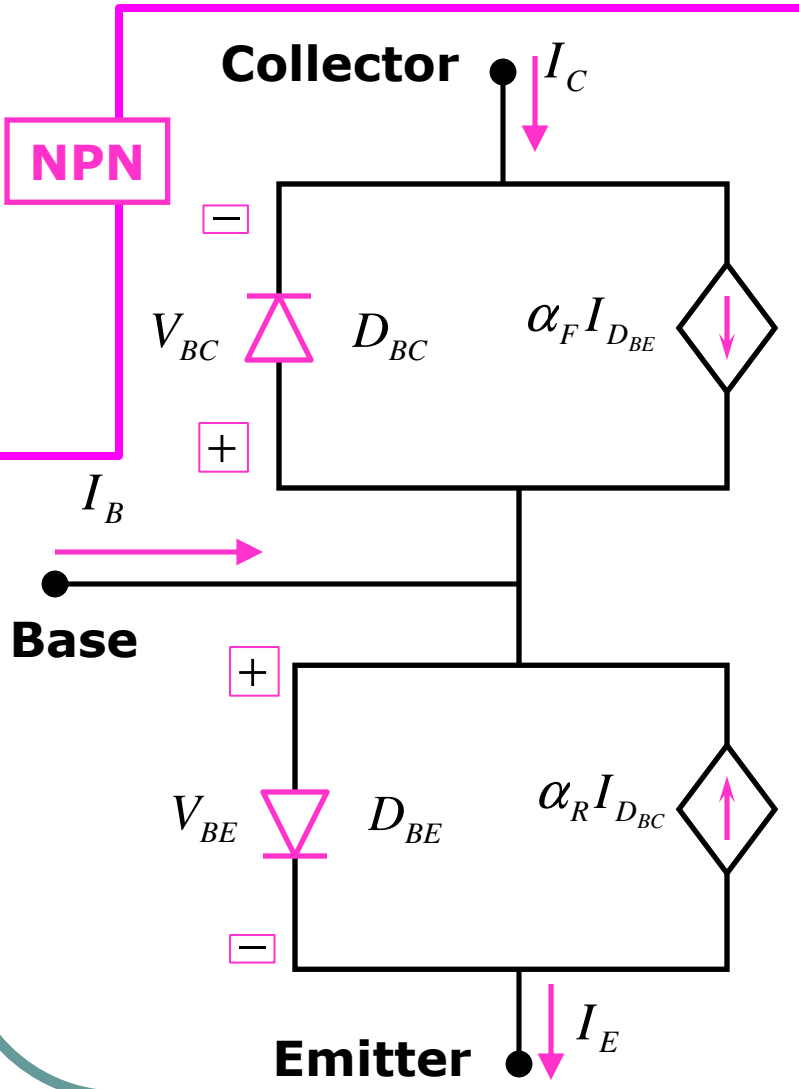 Collector
I_C
NPN
−
V_BC
D_BC
α_F I_D_BE
+
I_B
Base
+
V_BE
D_BE
α_R I_D_BC
−
I_E
Emitter